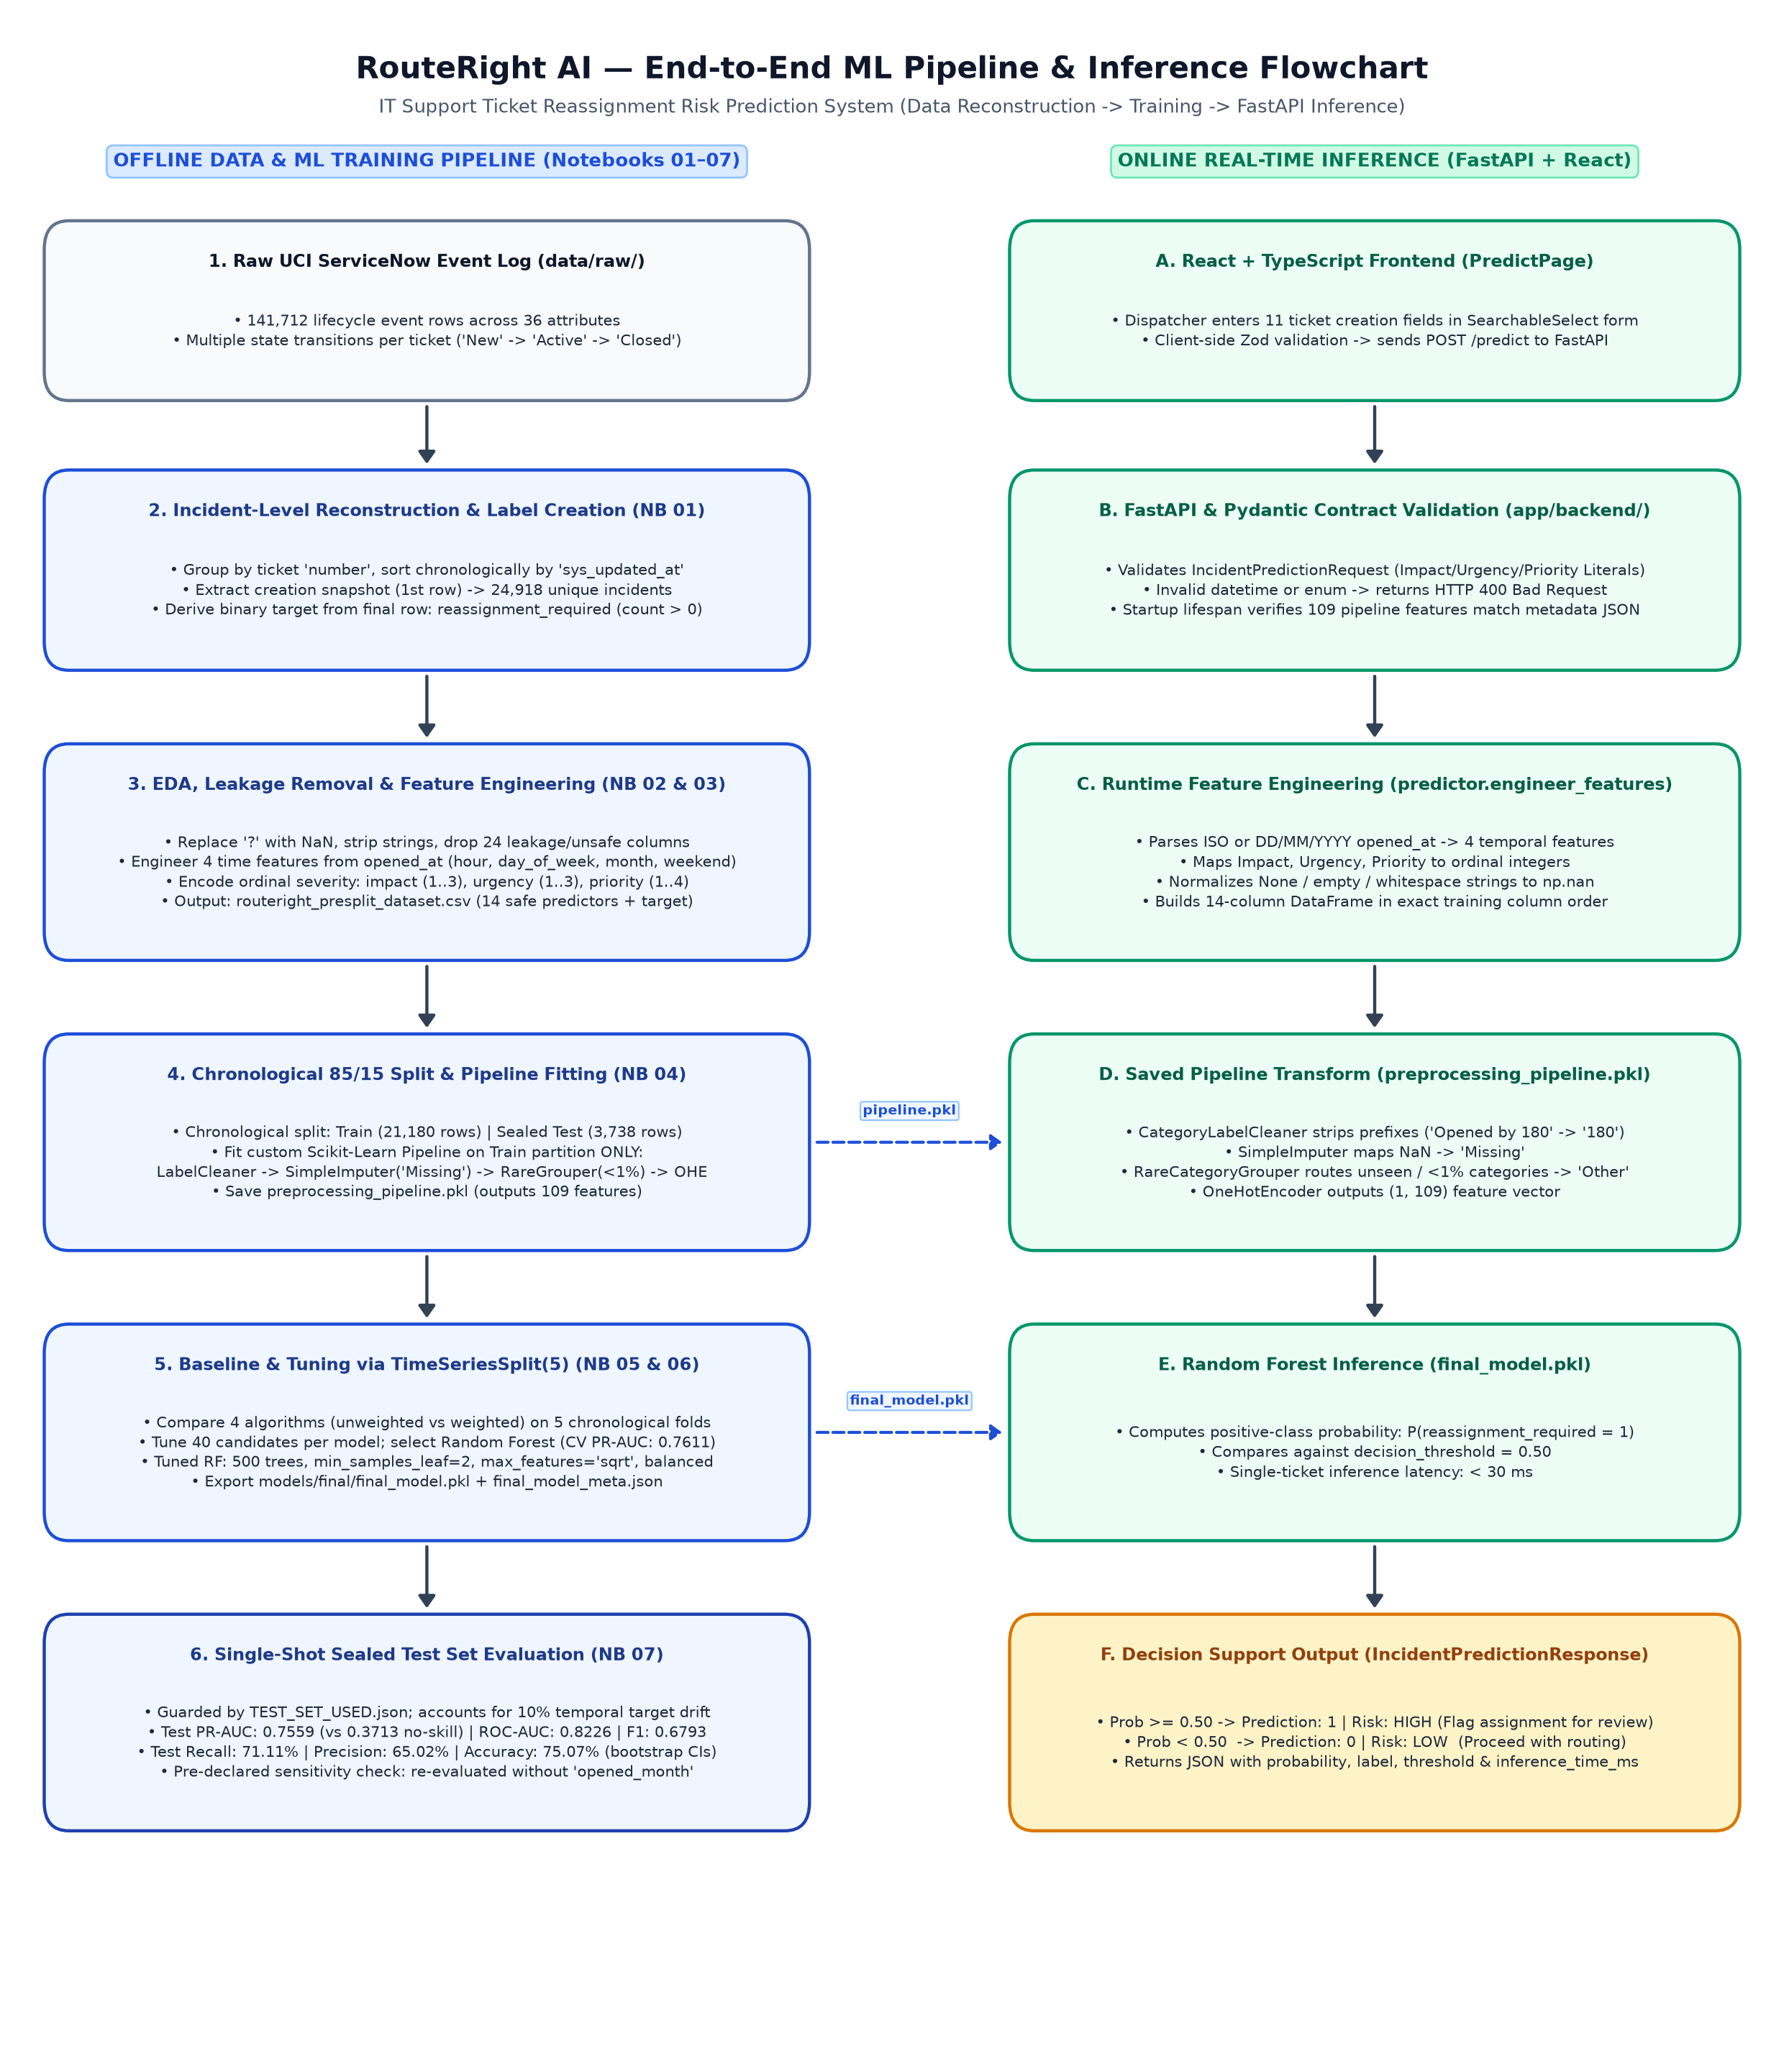 RouteRight AI — End-to-End ML Pipeline & Inference Flowchart
IT Support Ticket Reassignment Risk Prediction System (Data Reconstruction -> Training -> FastAPI Inference)
OFFLINE DATA & ML TRAINING PIPELINE (Notebooks 01–07)
1. Raw UCI ServiceNow Event Log (data/raw/)
• 141,712 lifecycle event rows across 36 attributes
• Multiple state transitions per ticket ('New' -> 'Active' -> 'Closed')
2. Incident-Level Reconstruction & Label Creation (NB 01)
• Group by ticket 'number', sort chronologically by 'sys_updated_at'
• Extract creation snapshot (1st row) -> 24,918 unique incidents
• Derive binary target from final row: reassignment_required (count > 0)
3. EDA, Leakage Removal & Feature Engineering (NB 02 & 03)
• Replace '?' with NaN, strip strings, drop 24 leakage/unsafe columns
• Engineer 4 time features from opened_at (hour, day_of_week, month, weekend)
• Encode ordinal severity: impact (1..3), urgency (1..3), priority (1..4)
• Output: routeright_presplit_dataset.csv (14 safe predictors + target)
4. Chronological 85/15 Split & Pipeline Fitting (NB 04)
• Chronological split: Train (21,180 rows) | Sealed Test (3,738 rows)
• Fit custom Scikit-Learn Pipeline on Train partition ONLY:
LabelCleaner -> SimpleImputer('Missing') -> RareGrouper(<1%) -> OHE
• Save preprocessing_pipeline.pkl (outputs 109 features)
pipeline.pkl
5. Baseline & Tuning via TimeSeriesSplit(5) (NB 05 & 06)
• Compare 4 algorithms (unweighted vs weighted) on 5 chronological folds
• Tune 40 candidates per model; select Random Forest (CV PR-AUC: 0.7611)
• Tuned RF: 500 trees, min_samples_leaf=2, max_features='sqrt', balanced
• Export models/final/final_model.pkl + final_model_meta.json
final_model.pkl
6. Single-Shot Sealed Test Set Evaluation (NB 07)
• Guarded by TEST_SET_USED.json; accounts for 10% temporal target drift
• Test PR-AUC: 0.7559 (vs 0.3713 no-skill) | ROC-AUC: 0.8226 | F1: 0.6793
• Test Recall: 71.11% | Precision: 65.02% | Accuracy: 75.07% (bootstrap CIs)
• Pre-declared sensitivity check: re-evaluated without 'opened_month'
ONLINE REAL-TIME INFERENCE (FastAPI + React)
A. React + TypeScript Frontend (PredictPage)
• Dispatcher enters 11 ticket creation fields in SearchableSelect form
• Client-side Zod validation -> sends POST /predict to FastAPI
B. FastAPI & Pydantic Contract Validation (app/backend/)
• Validates IncidentPredictionRequest (Impact/Urgency/Priority Literals)
• Invalid datetime or enum -> returns HTTP 400 Bad Request
• Startup lifespan verifies 109 pipeline features match metadata JSON
C. Runtime Feature Engineering (predictor.engineer_features)
• Parses ISO or DD/MM/YYYY opened_at -> 4 temporal features
• Maps Impact, Urgency, Priority to ordinal integers
• Normalizes None / empty / whitespace strings to np.nan
• Builds 14-column DataFrame in exact training column order
D. Saved Pipeline Transform (preprocessing_pipeline.pkl)
• CategoryLabelCleaner strips prefixes ('Opened by 180' -> '180')
• SimpleImputer maps NaN -> 'Missing'
• RareCategoryGrouper routes unseen / <1% categories -> 'Other'
• OneHotEncoder outputs (1, 109) feature vector
E. Random Forest Inference (final_model.pkl)
• Computes positive-class probability: P(reassignment_required = 1)
• Compares against decision_threshold = 0.50
• Single-ticket inference latency: < 30 ms
F. Decision Support Output (IncidentPredictionResponse)
• Prob >= 0.50 -> Prediction: 1 | Risk: HIGH (Flag assignment for review)
• Prob < 0.50  -> Prediction: 0 | Risk: LOW  (Proceed with routing)
• Returns JSON with probability, label, threshold & inference_time_ms